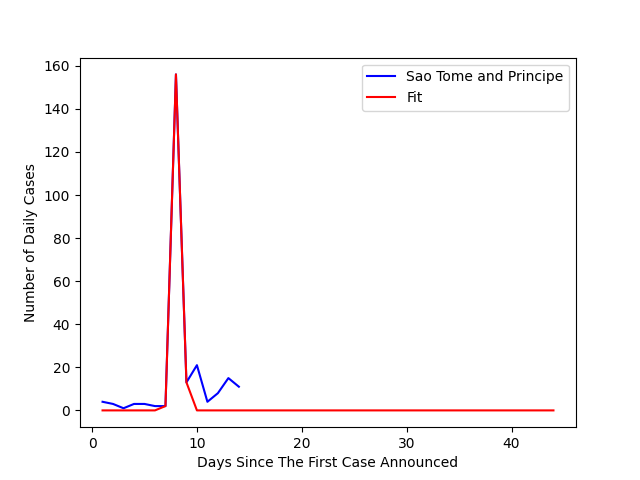 Sao Tome and Principe
Fit
160
140
120
100
80
60
40
20
0
Number of Daily Cases
0 10 20 30 40
Days Since The First Case Announced